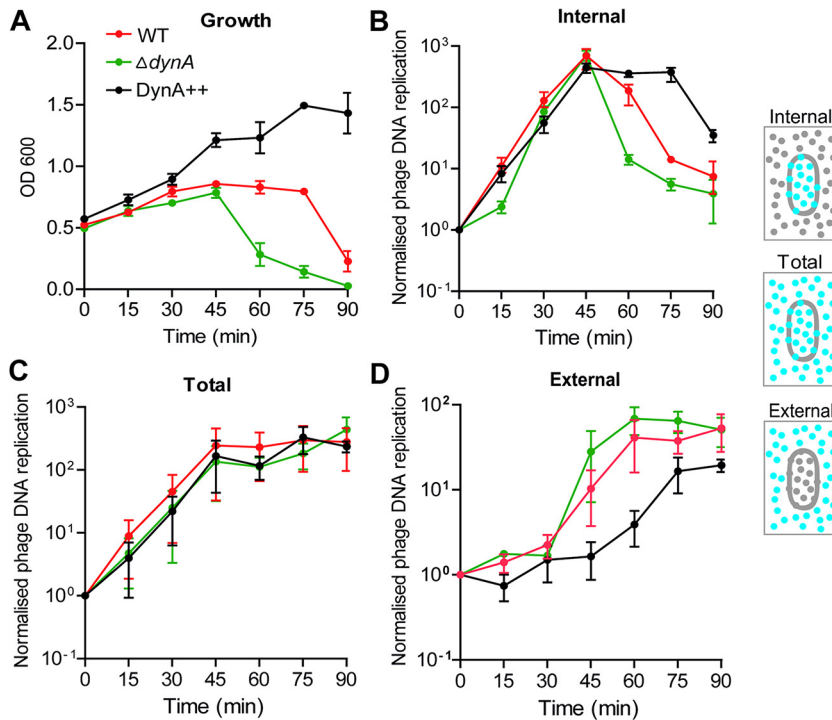 A
Growth
WT
ΔdynA
DynA++
OD 600
2.0
1.5
1.0
0.5
0.0
0 15 30 45 60 75 90
Time (min)
B
Internal
Normalised phage DNA replication
10³
10²
10¹
10⁰
10⁻¹
0 15 30 45 60 75 90
Time (min)
Internal
Total
External
C
Total
Normalised phage DNA replication
10³
10²
10¹
10⁰
10⁻¹
0 15 30 45 60 75 90
Time (min)
D
External
Normalised phage DNA replication
10²
10¹
10⁰
10⁻¹
0 15 30 45 60 75 90
Time (min)